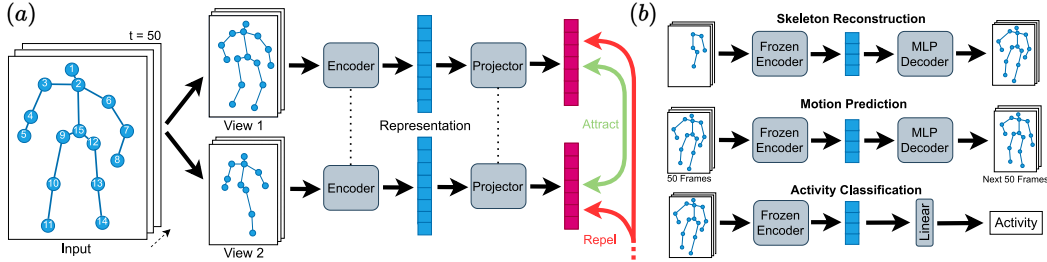 (a)
t = 50
1
3
2
6
4
5
9
15
12
7
8
10
13
11
14
Input
View 1
View 2
Encoder
Projector
Representation
Encoder
Projector
Attract
Repel
(b)
Skeleton Reconstruction
Frozen
Encoder
MLP
Decoder
Motion Prediction
50 Frames
Frozen
Encoder
MLP
Decoder
Next 50 Frames
Activity Classification
Frozen
Encoder
Linear
Activity